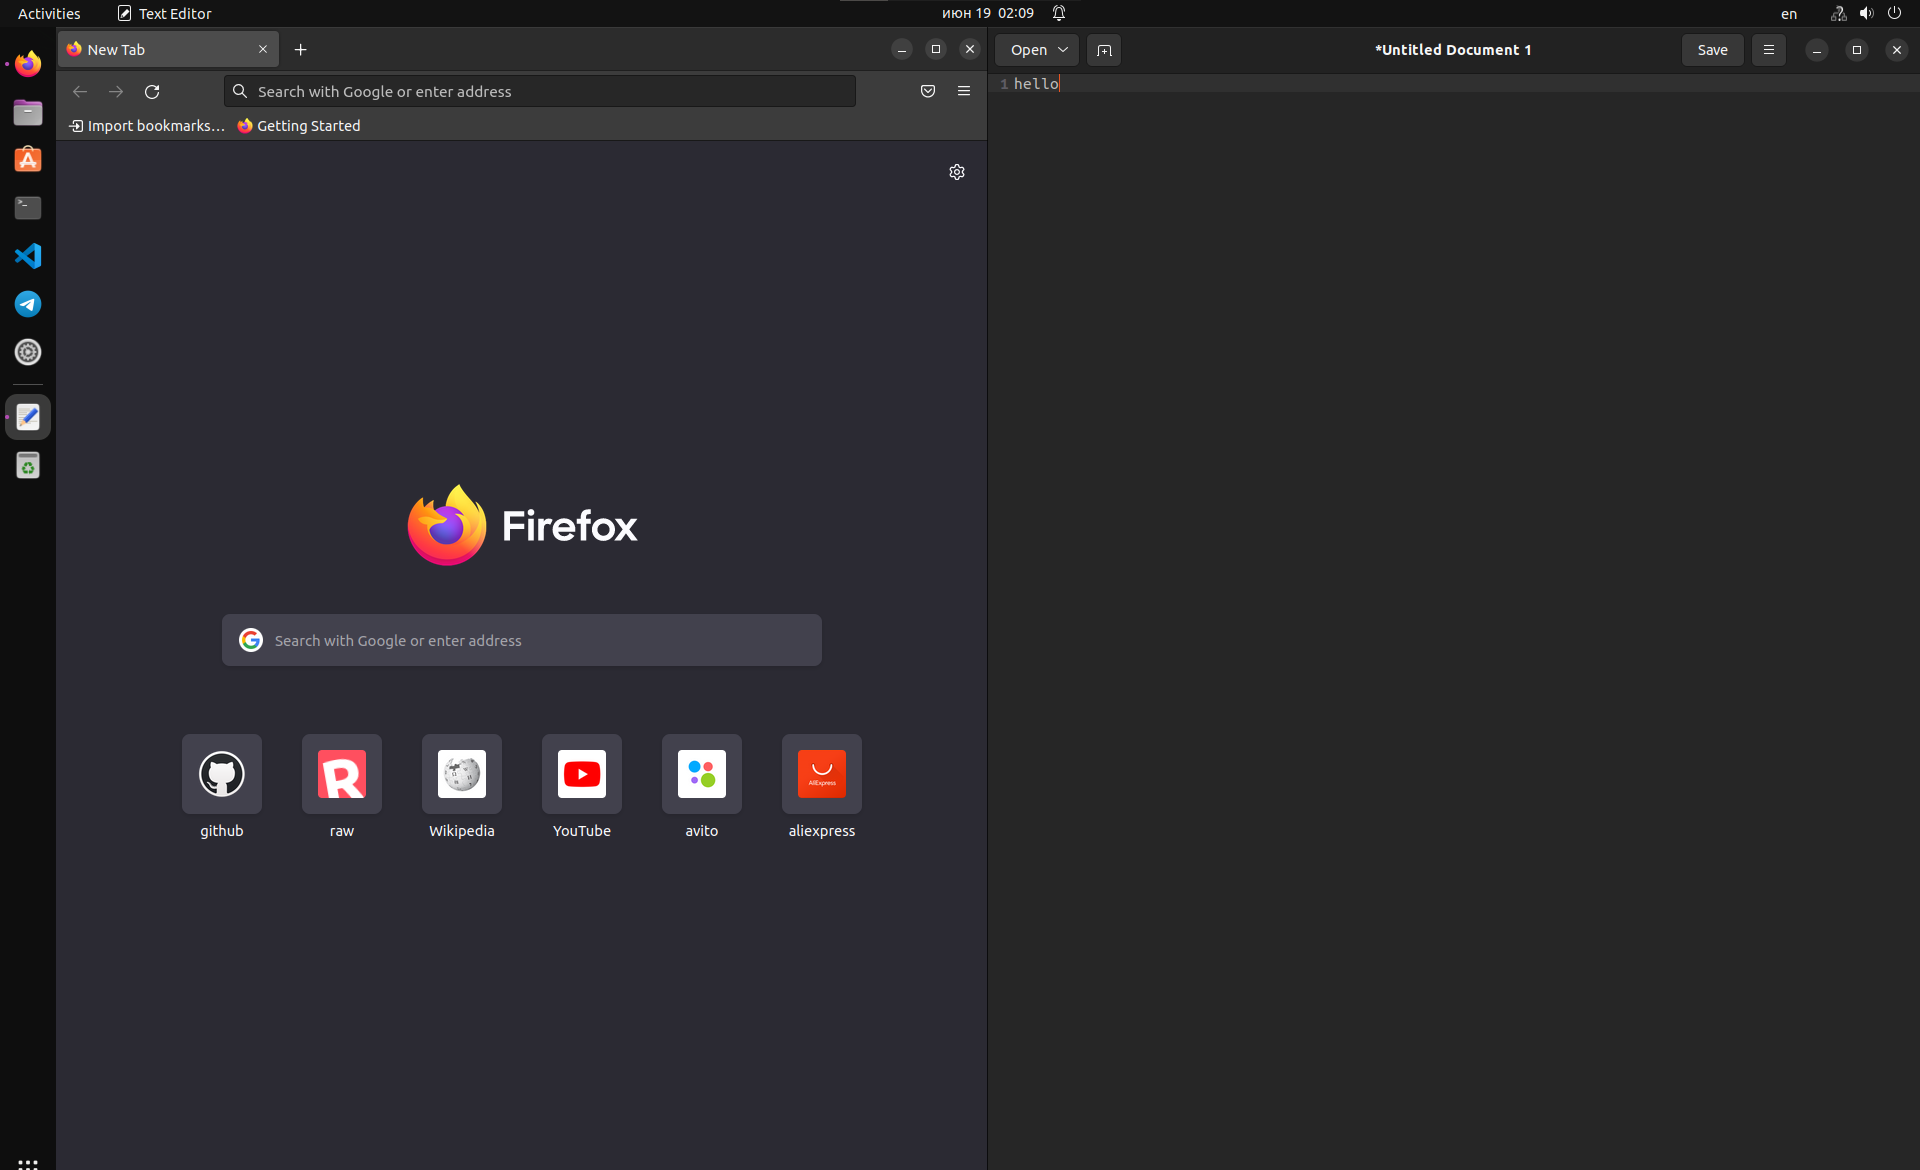 Activities Text Editor июн 19 02:09 en
New Tab
Search with Google or enter address
Import bookmarks… Getting Started
Firefox
Search with Google or enter address
github raw Wikipedia YouTube avito aliexpress
AliExpress
Open *Untitled Document 1 Save
1 hello